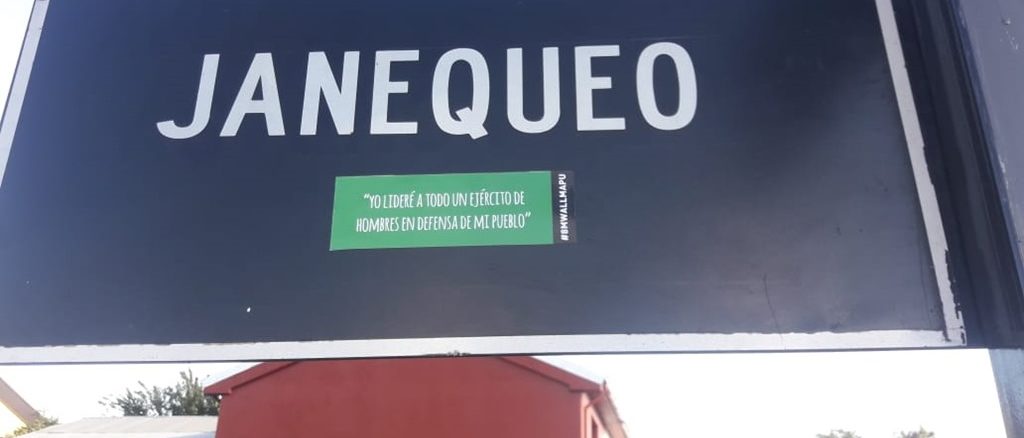 JANEQUEO
“YO LIDERÉ A TODO UN EJÉRCITO DE
HOMBRES EN DEFENSA DE MI PUEBLO”
#8MWALLMAPU